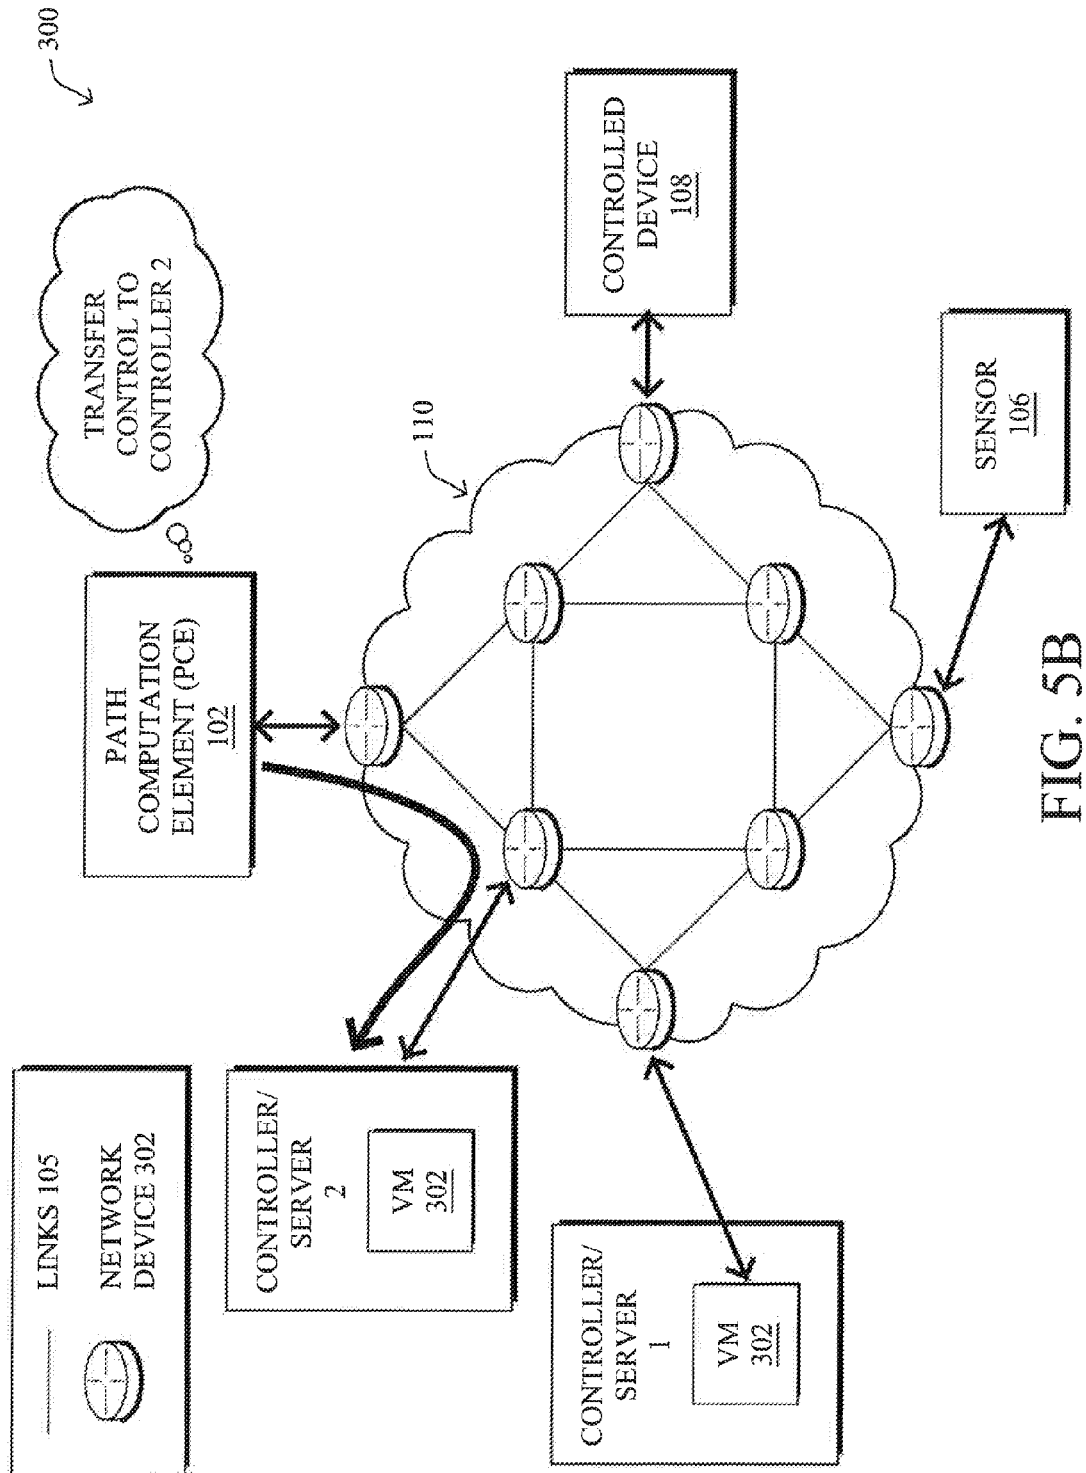 300
LINKS 105
NETWORK
DEVICE 302
PATH
COMPUTATION
ELEMENT (PCE)
102
TRANSFER
CONTROL TO
CONTROLLER 2
CONTROLLER/
SERVER
2
VM
302
110
CONTROLLER/
SERVER
1
VM
302
CONTROLLED
DEVICE
108
SENSOR
106
FIG. 5B